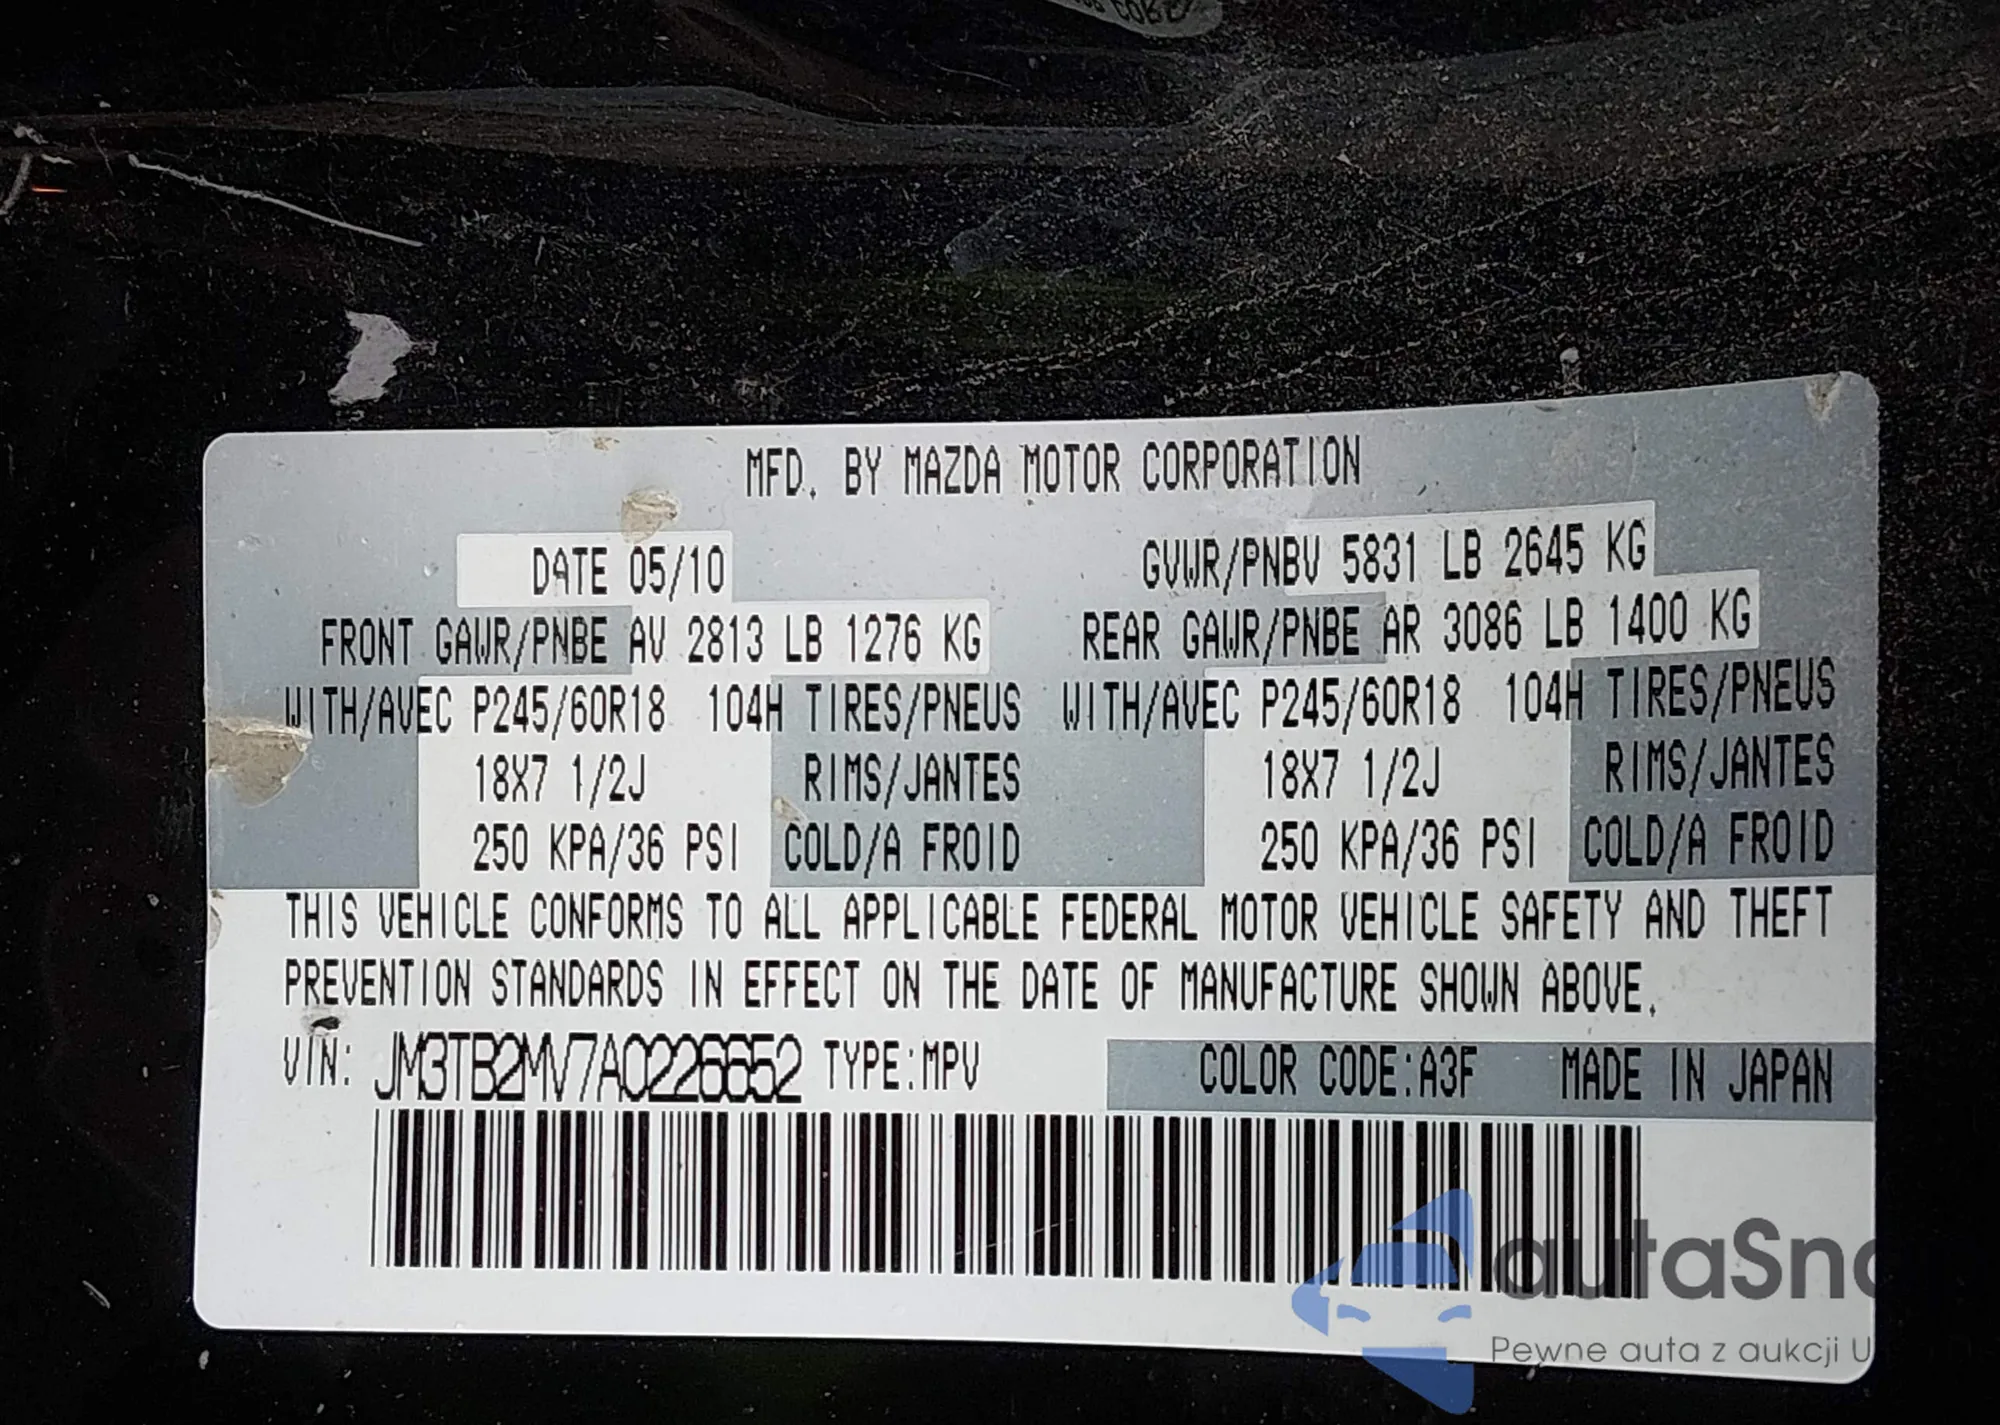 MFD. BY MAZDA MOTOR CORPORATION
DATE 05/10 GVWR/PNBV 5831 LB 2645 KG
FRONT GAWR/PNBE AV 2813 LB 1276 KG REAR GAWR/PNBE AR 3086 LB 1400 KG
WITH/AVEC P245/60R18 104H TIRES/PNEUS WITH/AVEC P245/60R18 104H TIRES/PNEUS
18X7 1/2J RIMS/JANTES 18X7 1/2J RIMS/JANTES
250 KPA/36 PSI COLD/A FROID 250 KPA/36 PSI COLD/A FROID
THIS VEHICLE CONFORMS TO ALL APPLICABLE FEDERAL MOTOR VEHICLE SAFETY AND THEFT
PREVENTION STANDARDS IN EFFECT ON THE DATE OF MANUFACTURE SHOWN ABOVE.
VIN: JM3TB2MV7A0226652 TYPE:MPV COLOR CODE:A3F MADE IN JAPAN
autaSn
Pewne auta z aukcji U